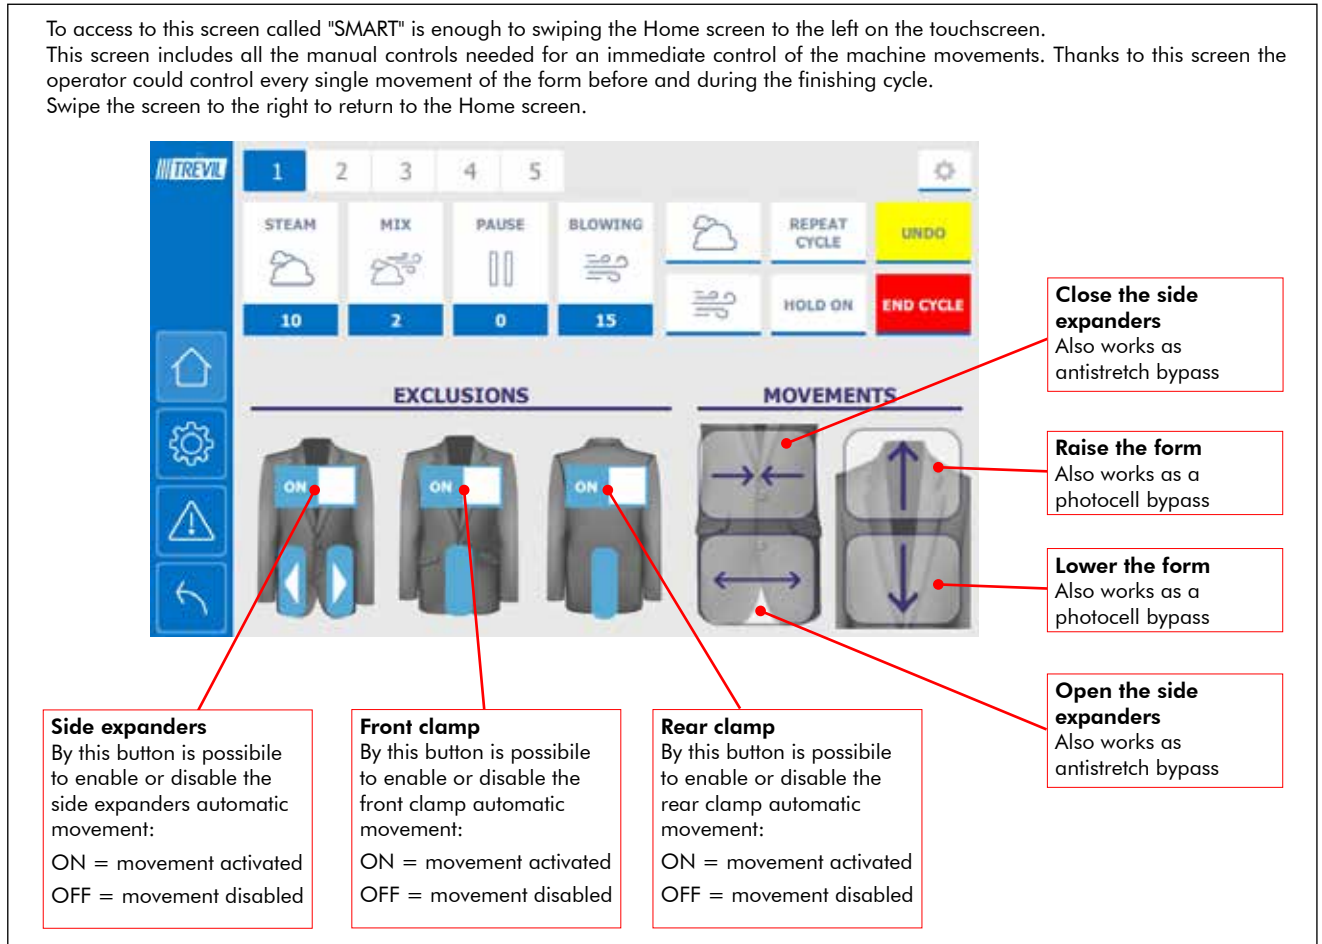 To access to this screen called "SMART" is enough to swiping the Home screen to the left on the touchscreen.
This screen includes all the manual controls needed for an immediate control of the machine movements. Thanks to this screen the
operator could control every single movement of the form before and during the finishing cycle.
Swipe the screen to the right to return to the Home screen.
TREVIL
1 2 3 4 5
STEAM MIX PAUSE BLOWING
REPEAT
CYCLE
UNDO
10 2 0 15
HOLD ON
END CYCLE
EXCLUSIONS
MOVEMENTS
ON ON ON
Close the side
expanders
Also works as
antistretch bypass
Raise the form
Also works as a
photocell bypass
Lower the form
Also works as a
photocell bypass
Open the side
expanders
Also works as
antistretch bypass
Side expanders
By this button is possibile
to enable or disable the
side expanders automatic
movement:
ON = movement activated
OFF = movement disabled
Front clamp
By this button is possibile
to enable or disable the
front clamp automatic
movement:
ON = movement activated
OFF = movement disabled
Rear clamp
By this button is possibile
to enable or disable the
rear clamp automatic
movement:
ON = movement activated
OFF = movement disabled